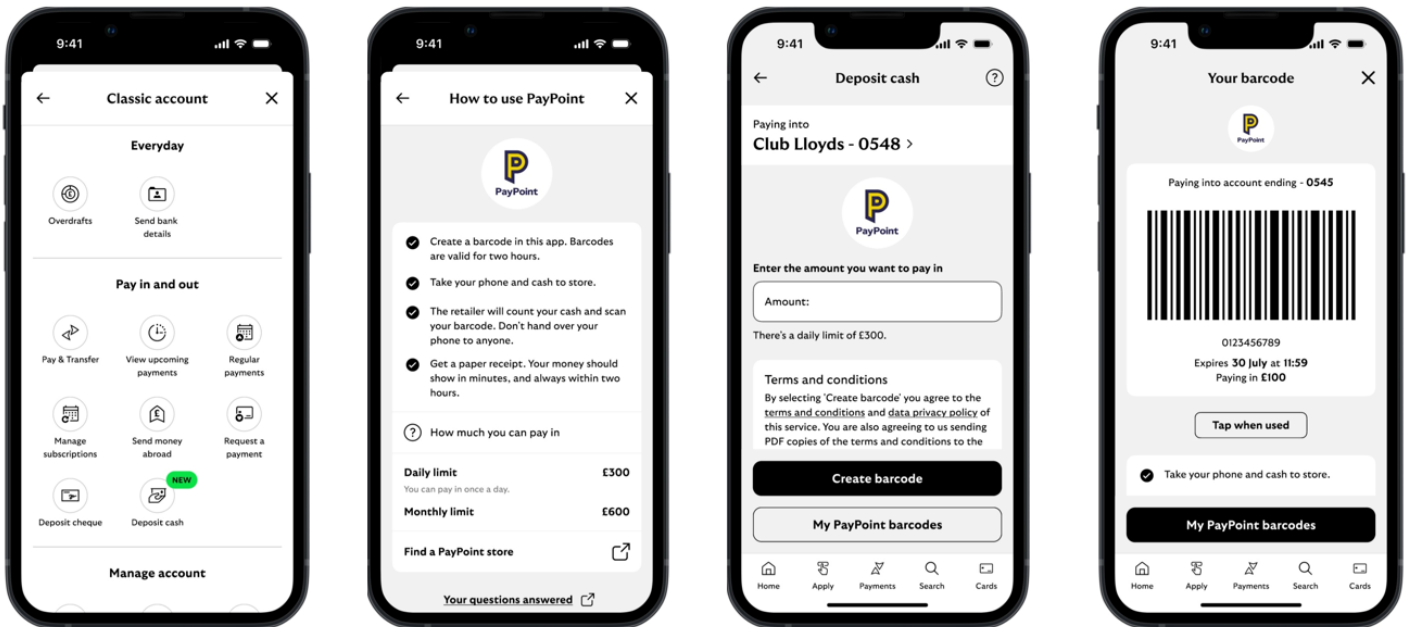 9:41
Classic account
Everyday
Overdrafts
Send bank
details
Pay in and out
Pay & Transfer
View upcoming
payments
Regular
payments
Manage
subscriptions
Send money
abroad
Request a
payment
NEW
Deposit cheque
Deposit cash
Manage account
9:41
How to use PayPoint
PayPoint
Create a barcode in this app. Barcodes
are valid for two hours.
Take your phone and cash to store.
The retailer will count your cash and scan
your barcode. Don't hand over your
phone to anyone.
Get a paper receipt. Your money should
show in minutes, and always within two
hours.
How much you can pay in
Daily limit £300
You can pay in once a day.
Monthly limit £600
Find a PayPoint store
Your questions answered
9:41
Deposit cash
Paying into
Club Lloyds - 0548
PayPoint
Enter the amount you want to pay in
Amount:
There's a daily limit of £300.
Terms and conditions
By selecting 'Create barcode' you agree to the
terms and conditions and data privacy policy of
this service. You are also agreeing to us sending
PDF copies of the terms and conditions to the
Create barcode
My PayPoint barcodes
Home Apply Payments Search Cards
9:41
Your barcode
PayPoint
Paying into account ending - 0545
0123456789
Expires 30 July at 11:59
Paying in £100
Tap when used
Take your phone and cash to store.
My PayPoint barcodes
Home Apply Payments Search Cards